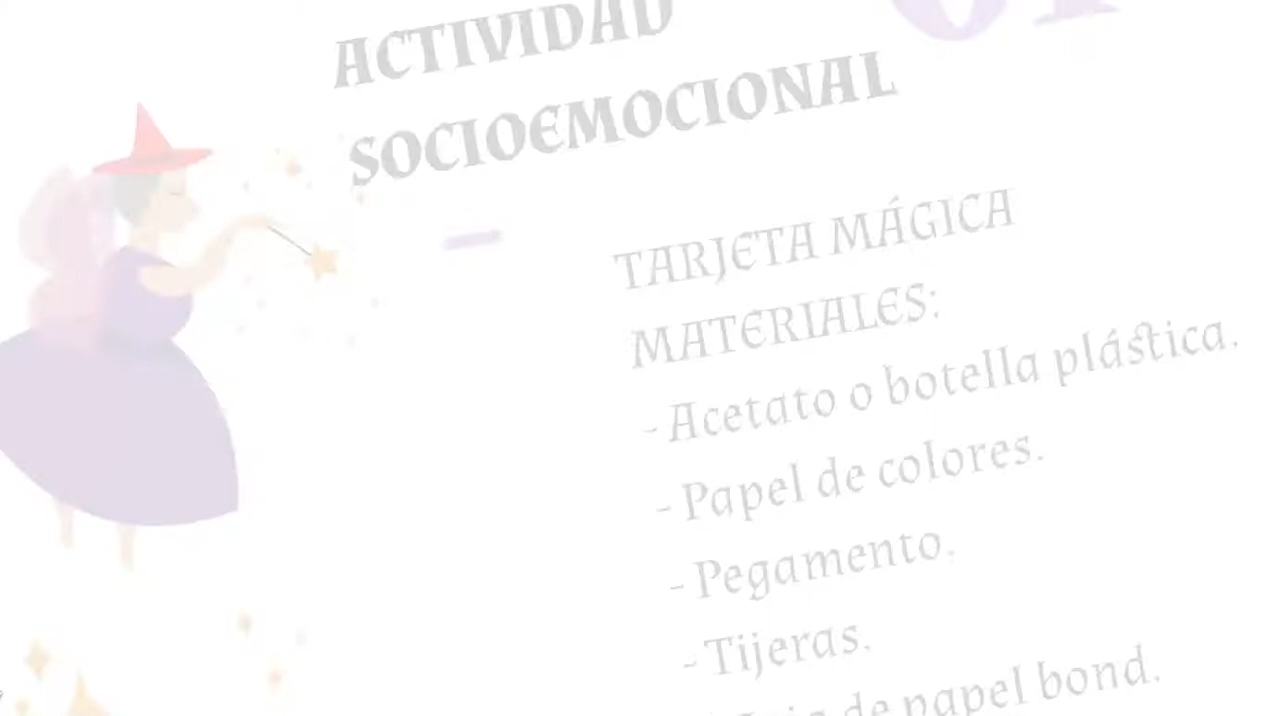 ACTIVIDAD
SOCIOEMOCIONAL
TARJETA MÁGICA
MATERIALES:
- Acetato o botella plástica.
- Papel de colores.
- Pegamento.
- Tijeras.
de papel bond.